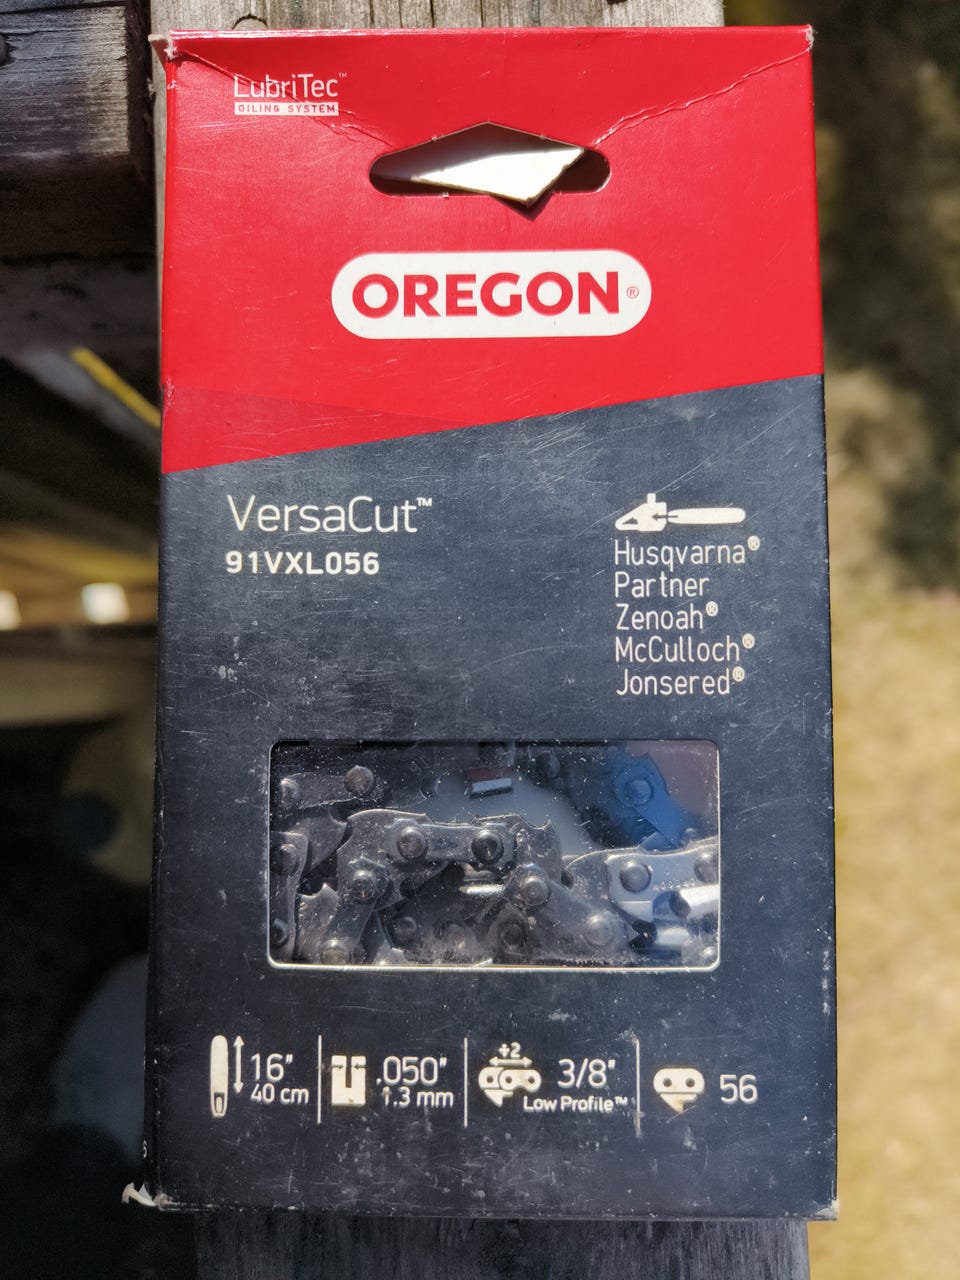 LubriTec™
OILING SYSTEM
OREGON®
VersaCut™
91VXL056
Husqvarna®
Partner
Zenoah®
McCulloch®
Jonsered®
16"
40 cm
.050"
1.3 mm
+2
3/8"
Low Profile™
56